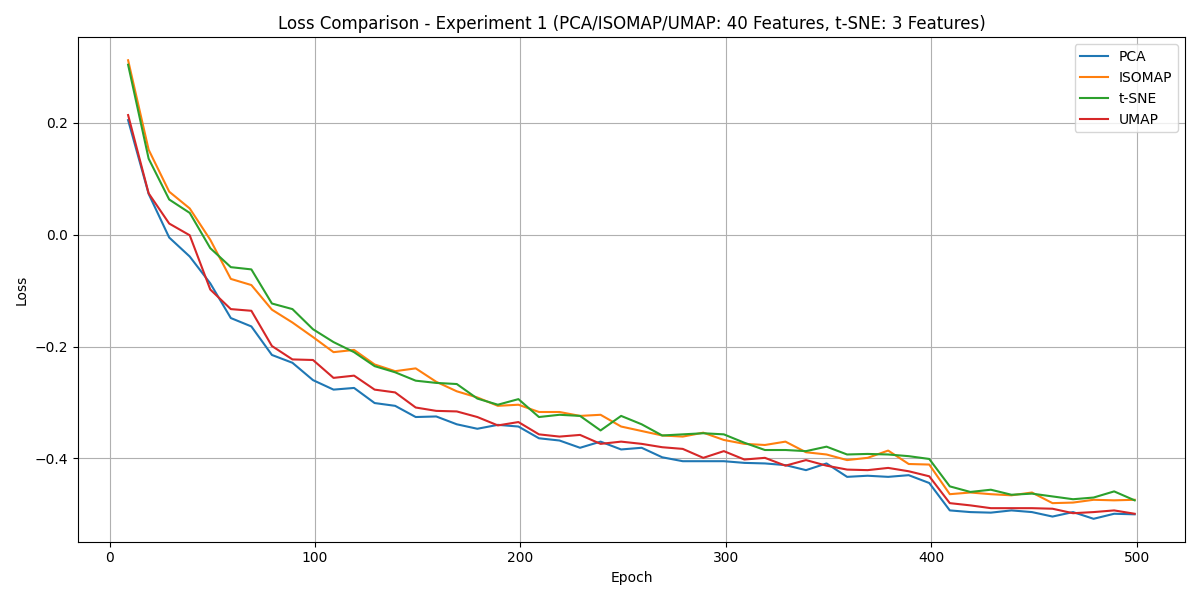 Loss Comparison - Experiment 1 (PCA/ISOMAP/UMAP: 40 Features, t-SNE: 3 Features)
PCA
ISOMAP
t-SNE
UMAP
0.2
0.0
−0.2
−0.4
Loss
0 100 200 300 400 500
Epoch